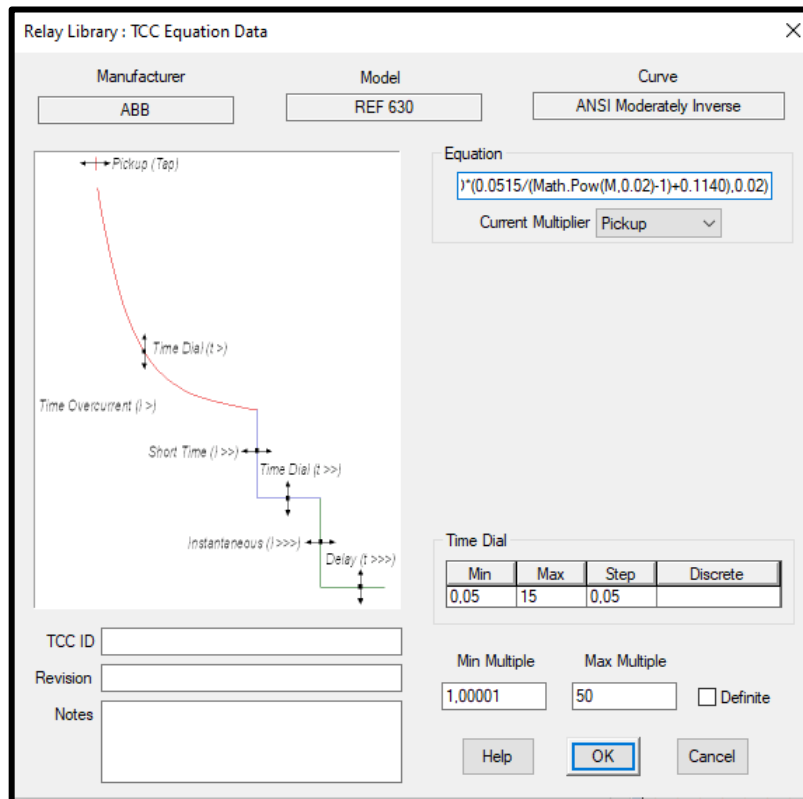 Relay Library : TCC Equation Data
Manufacturer Model Curve
ABB REF 630 ANSI Moderately Inverse
Pickup (Tap)
Time Dial (t >)
Time Overcurrent (I >)
Short Time (I >>)
Time Dial (t >>)
Instantaneous (I >>>)
Delay (t >>>)
Equation
)*(0.0515/(Math.Pow(M,0.02)-1)+0.1140),0.02)
Current Multiplier Pickup
Time Dial
Min Max Step Discrete
0,05 15 0,05
TCC ID
Revision
Notes
Min Multiple Max Multiple
1,00001 50 Definite
Help OK Cancel